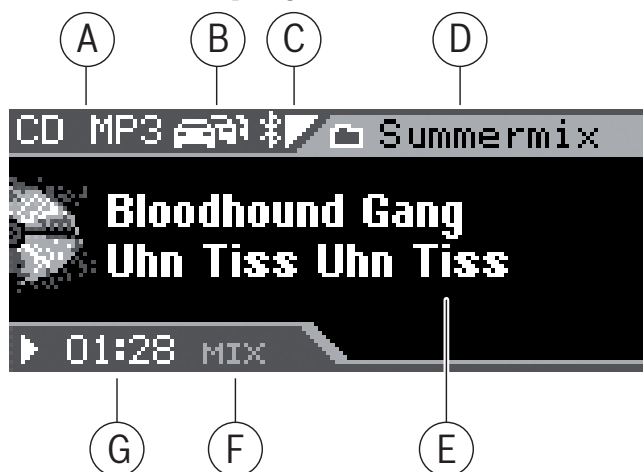 A B C D
CD MP3 Summermix
Bloodhound Gang
Uhn Tiss Uhn Tiss
01:28 MIX
G F E